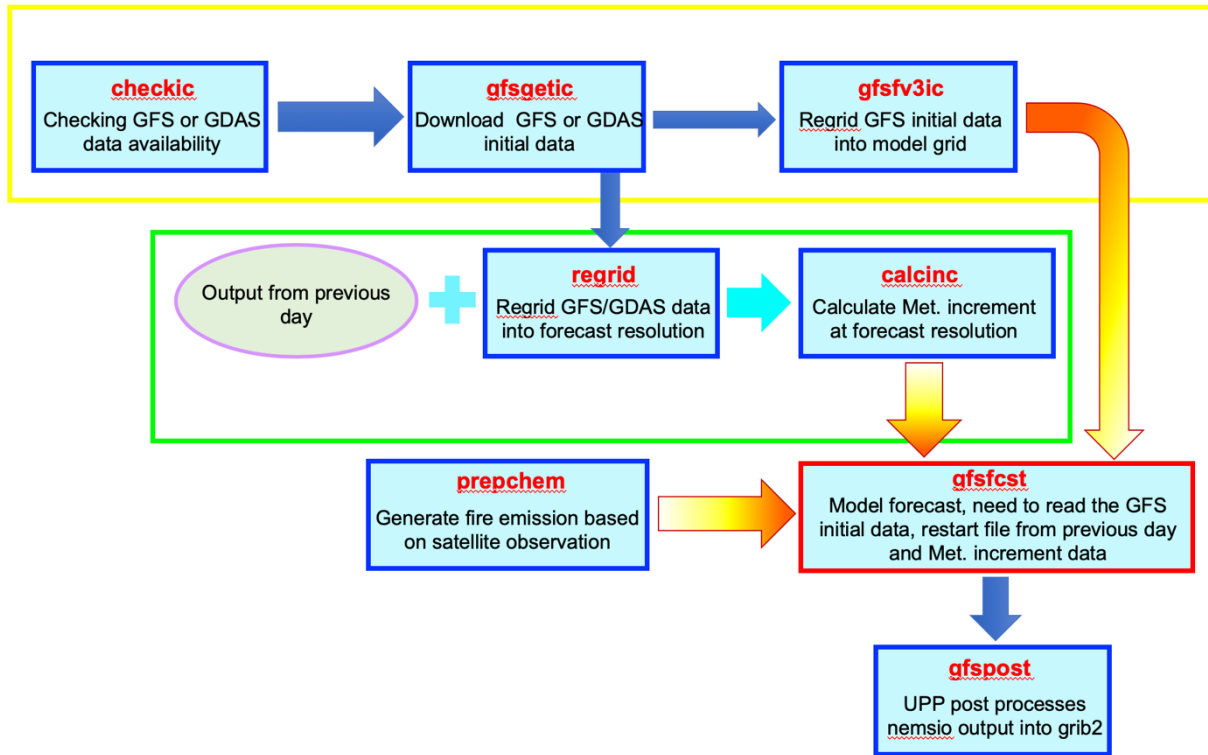 checkic
Checking GFS or GDAS
data availability
gfsgetic
Download GFS or GDAS
initial data
gfsfv3ic
Regrid GFS initial data
into model grid
Output from previous
day
regrid
Regrid GFS/GDAS data
into forecast resolution
calcinc
Calculate Met. increment
at forecast resolution
prepchem
Generate fire emission based
on satellite observation
gfsfcst
Model forecast, need to read the GFS
initial data, restart file from previous day
and Met. increment data
gfspost
UPP post processes
nemsio output into grib2